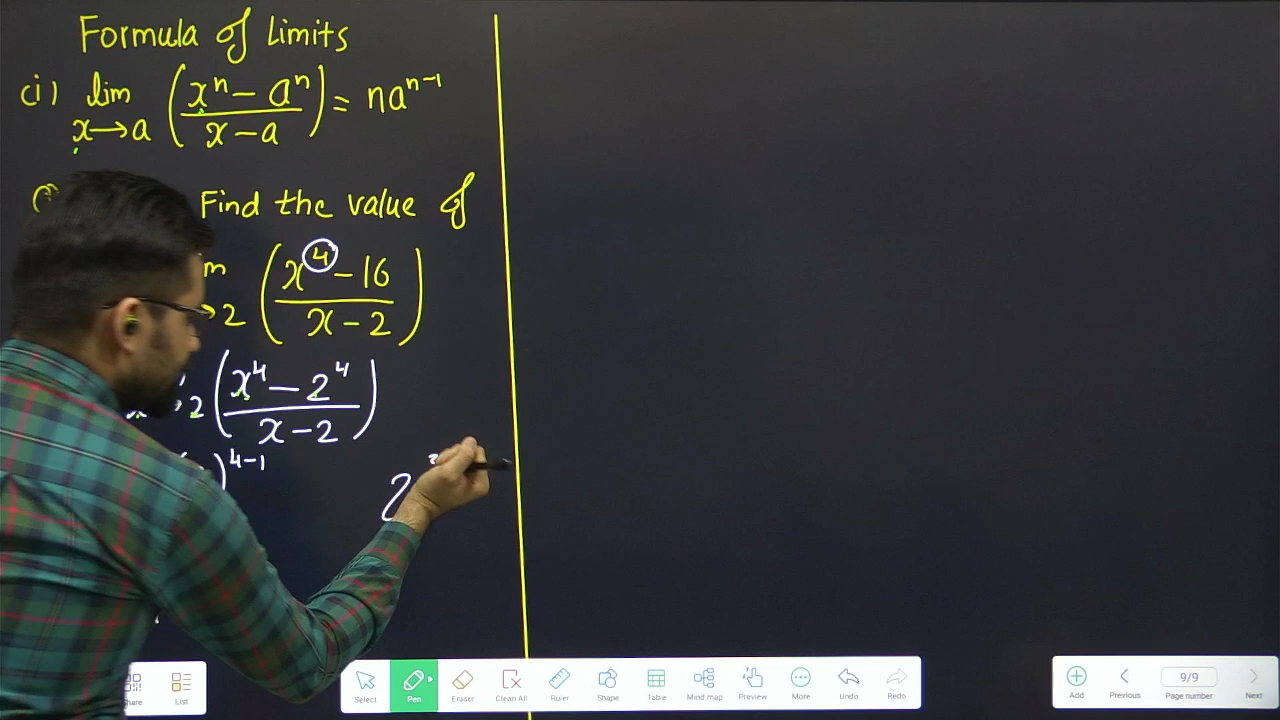 Formula of Limits
(i) lim x→a (xⁿ − aⁿ / x − a) = naⁿ⁻¹
Find the value of
m →2 (x⁴ − 16 / x − 2)
→2 (x⁴ − 2⁴ / x − 2)
)⁴⁻¹ 2
hare List Select Pen Eraser Clean All Ruler Shape Table Mind map Preview More Undo Redo Add Previous 9/9 Page number Next